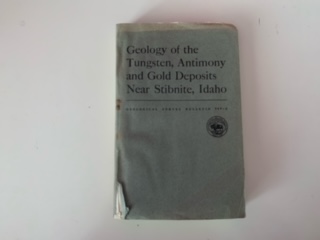 Geology of the
Tungsten, Antimony
and Gold Deposits
Near Stibnite, Idaho
GEOLOGICAL SURVEY BULLETIN